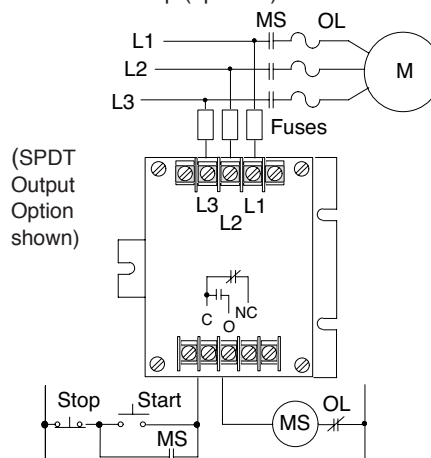 MS OL
L1
L2
M
L3
Fuses
(SPDT
Output
Option
shown)
L3 L1
L2
C O NC
Stop Start
MS
MS OL